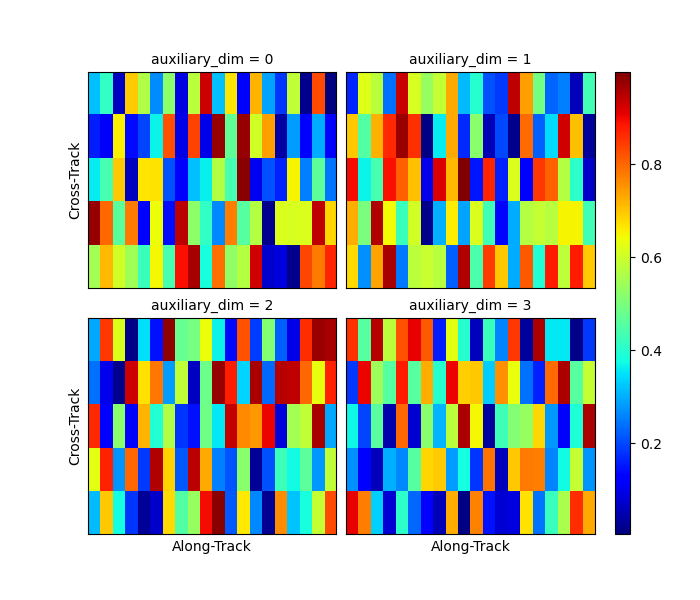 auxiliary_dim = 0
auxiliary_dim = 1
Cross-Track
0.8
0.6
auxiliary_dim = 2
auxiliary_dim = 3
0.4
Cross-Track
0.2
Along-Track
Along-Track